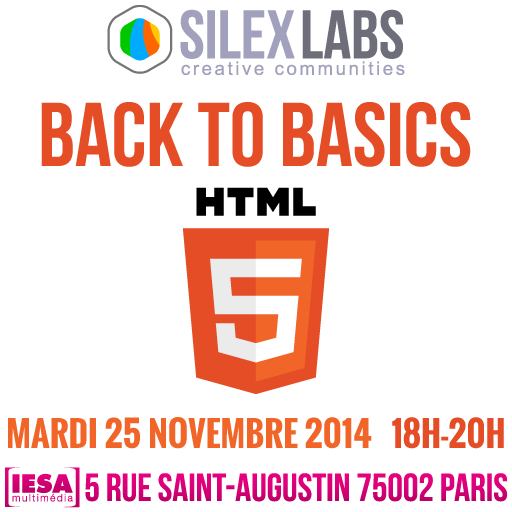 SILEX LABS
creative communities
BACK TO BASICS
HTML
5
MARDI 25 NOVEMBRE 2014 18H-20H
[IESA multimédia] 5 RUE SAINT-AUGUSTIN 75002 PARIS